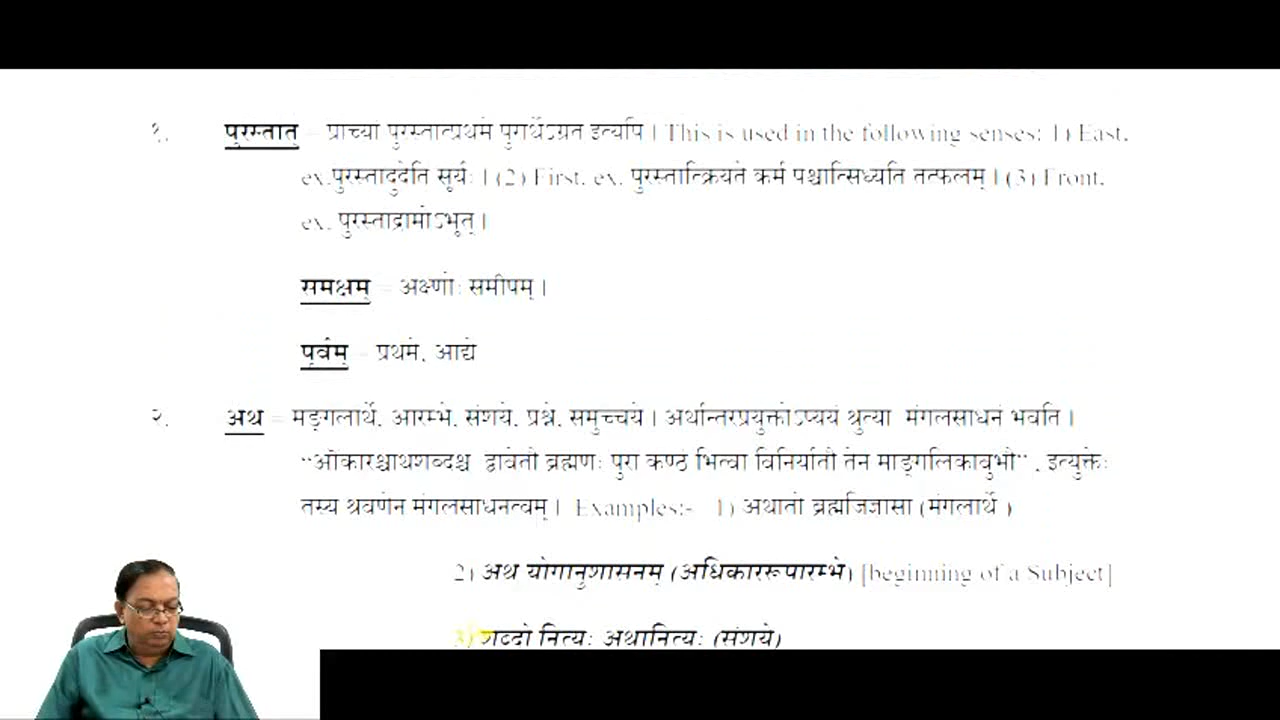 १. पुरस्तात् = प्राच्या पुरस्तात्प्रथमे पुरार्थेऽग्रत इत्यपि । This is used in the following senses: 1) East,
ex.पुरस्तादुदेति सूर्यः । (2) First, ex. पुरस्तात्क्रियते कर्म पश्चात्सिध्यति तत्फलम् । (3) Front,
ex. पुरस्ताद्रामोऽभूत् ।
समक्षम् = अक्ष्णोः समीपम् ।
पूर्वम् = प्रथमे, आद्ये
२. अथ = मङ्गलार्थे, आरम्भे, संशये, प्रश्ने, समुच्चये । अर्थान्तरप्रयुक्तोऽप्ययं श्रुत्या मंगलसाधनं भवति ।
“ओंकारश्चाथशब्दश्च द्वावेतौ ब्रह्मणः पुरा कण्ठं भित्वा विनिर्यातौ तेन माङ्गलिकावुभौ” , इत्युक्तेः
तस्य श्रवणेन मंगलसाधनत्वम् । Examples:- 1) अथातो ब्रह्मजिज्ञासा (मंगलार्थे )
2) अथ योगानुशासनम् (अधिकाररूपारम्भे) [beginning of a Subject]
3) शब्दो नित्यः अथानित्यः (संशये)